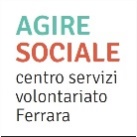 AGIRE
SOCIALE
centro servizi
volontariato
Ferrara